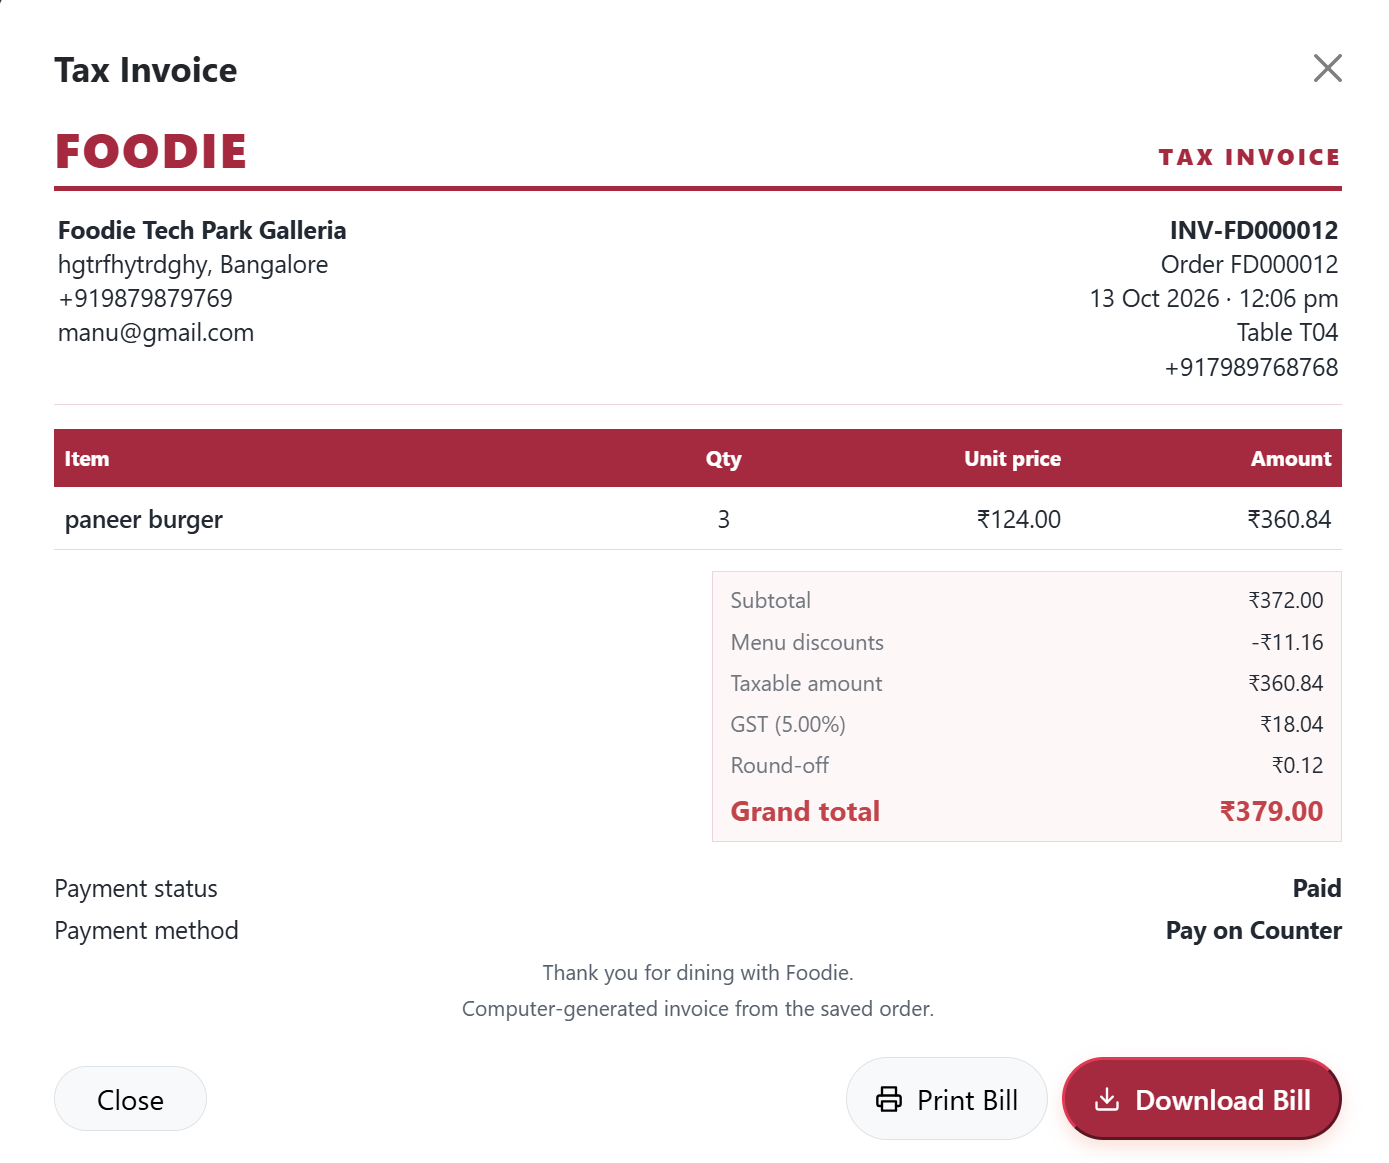 Tax Invoice
FOODIE
TAX INVOICE
Foodie Tech Park Galleria
hgtrfhytrdghy, Bangalore
+919879879769
manu@gmail.com
INV-FD000012
Order FD000012
13 Oct 2026 · 12:06 pm
Table T04
+917989768768
Item Qty Unit price Amount
paneer burger 3 ₹124.00 ₹360.84
Subtotal ₹372.00
Menu discounts -₹11.16
Taxable amount ₹360.84
GST (5.00%) ₹18.04
Round-off ₹0.12
Grand total ₹379.00
Payment status Paid
Payment method Pay on Counter
Thank you for dining with Foodie.
Computer-generated invoice from the saved order.
Close Print Bill Download Bill